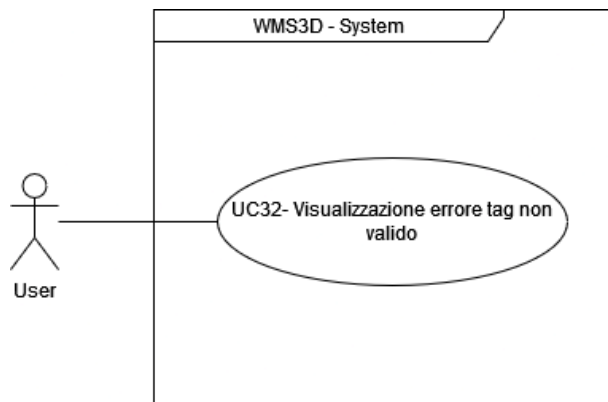 WMS3D - System
UC32- Visualizzazione errore tag non
valido
User